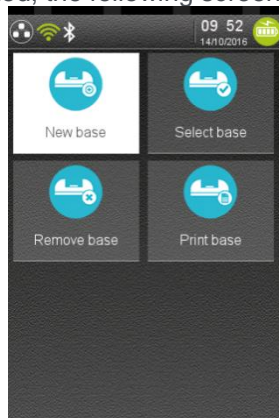 ed, the following screen
09 52
14/10/2016
New base
Select base
Remove base
Print base